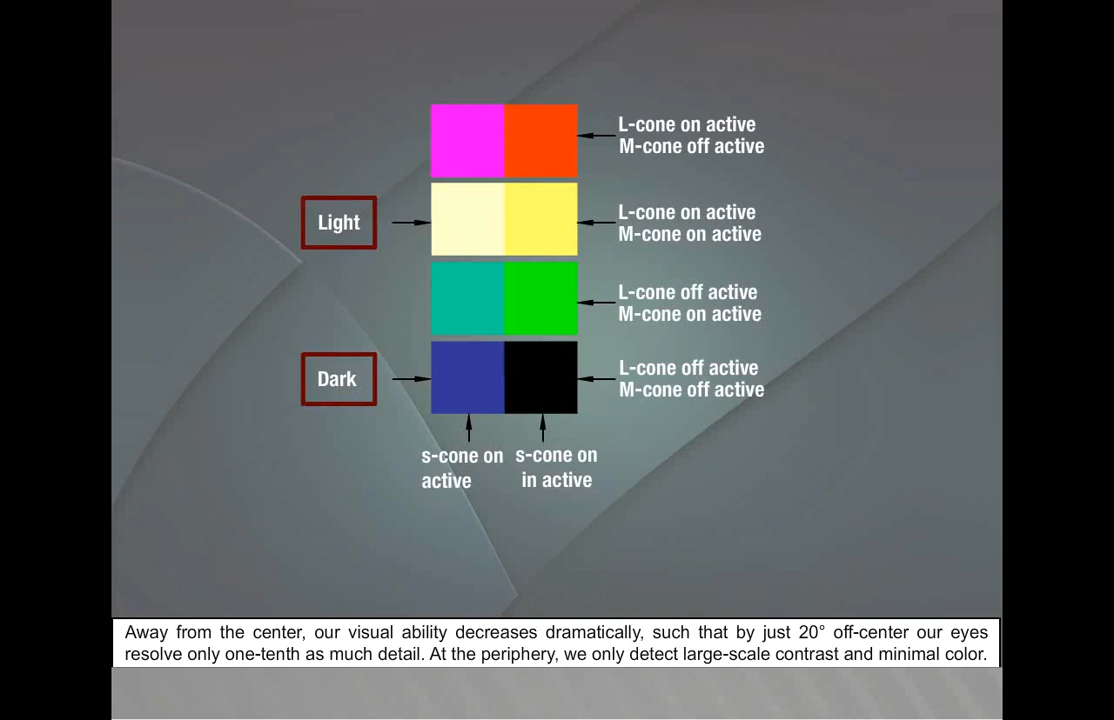 L-cone on active
M-cone off active
Light
L-cone on active
M-cone on active
L-cone off active
M-cone on active
Dark
L-cone off active
M-cone off active
s-cone on
active
s-cone on
in active
Away from the center, our visual ability decreases dramatically, such that by just 20° off-center our eyes
resolve only one-tenth as much detail. At the periphery, we only detect large-scale contrast and minimal color.